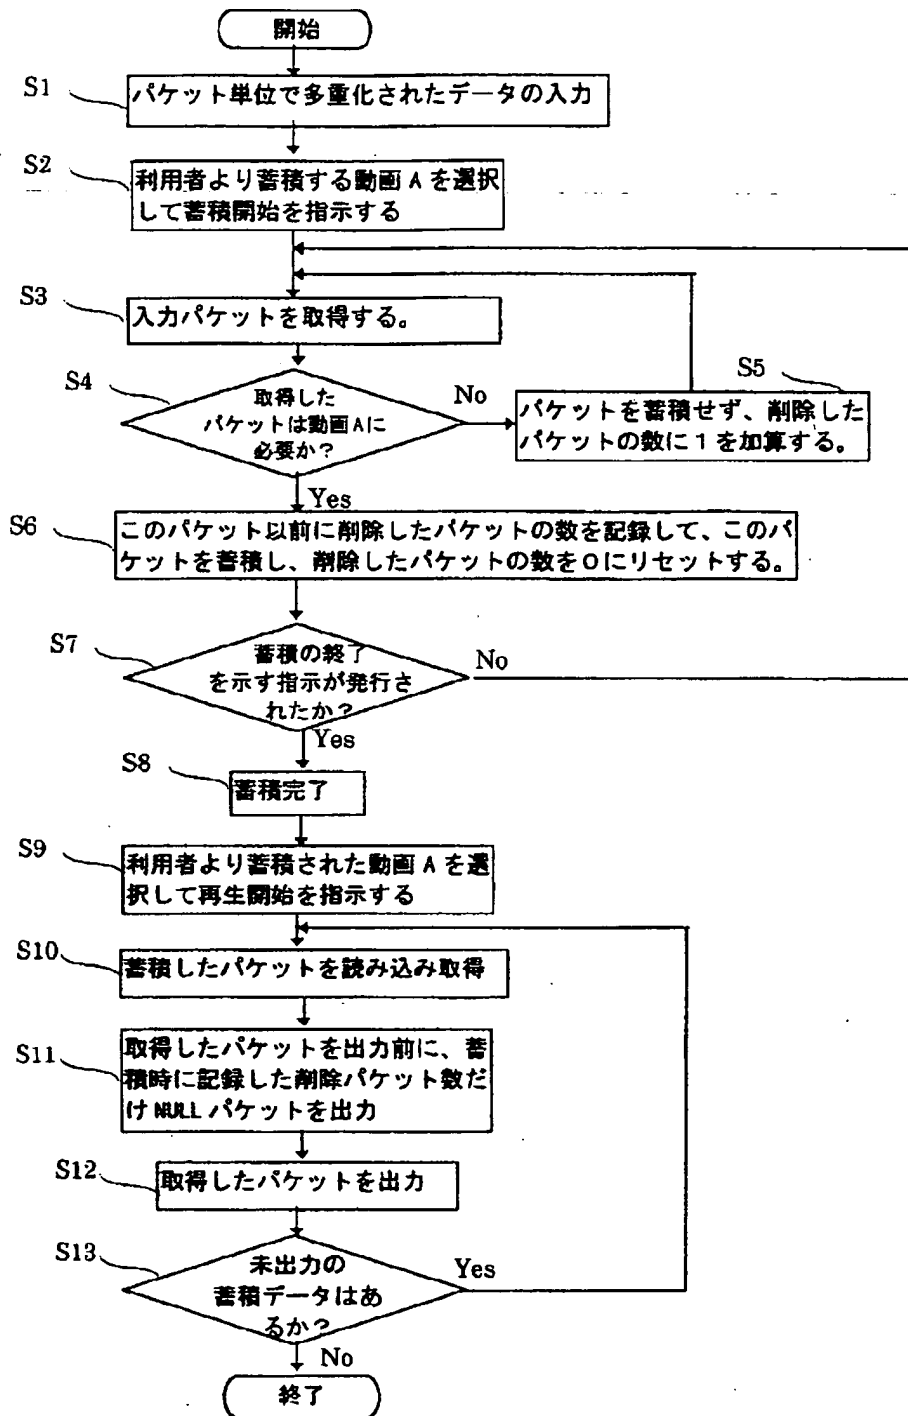 開始
S1
パケット単位で多重化されたデータの入力
S2
利用者より蓄積する動画 A を選択
して蓄積開始を指示する
S3
入力パケットを取得する。
S4
取得した
パケットは動画Aに
必要か？
No
S5
パケットを蓄積せず、削除した
パケットの数に1を加算する。
Yes
S6
このパケット以前に削除したパケットの数を記録して、このパ
ケットを蓄積し、削除したパケットの数を0にリセットする。
S7
蓄積の終了
を示す指示が発行さ
れたか？
No
Yes
S8
蓄積完了
S9
利用者より蓄積された動画 A を選
択して再生開始を指示する
S10
蓄積したパケットを読み込み取得
S11
取得したパケットを出力前に、蓄
積時に記録した削除パケット数だ
け NULL パケットを出力
S12
取得したパケットを出力
S13
未出力の
蓄積データはあ
るか？
Yes
No
終了